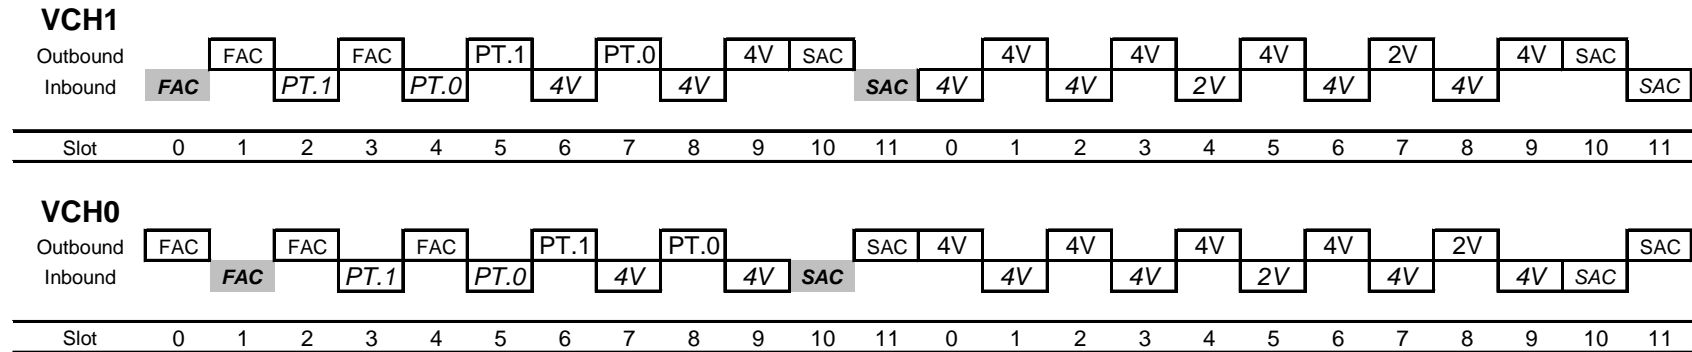 VCH1
Outbound FAC FAC PT.1 PT.0 4V SAC 4V 4V 4V 2V 4V SAC
Inbound FAC PT.1 PT.0 4V 4V SAC 4V 4V 2V 4V 4V SAC
Slot 0 1 2 3 4 5 6 7 8 9 10 11 0 1 2 3 4 5 6 7 8 9 10 11
VCH0
Outbound FAC FAC FAC PT.1 PT.0 SAC 4V 4V 4V 4V 2V SAC
Inbound FAC PT.1 PT.0 4V 4V SAC 4V 4V 2V 4V 4V SAC
Slot 0 1 2 3 4 5 6 7 8 9 10 11 0 1 2 3 4 5 6 7 8 9 10 11